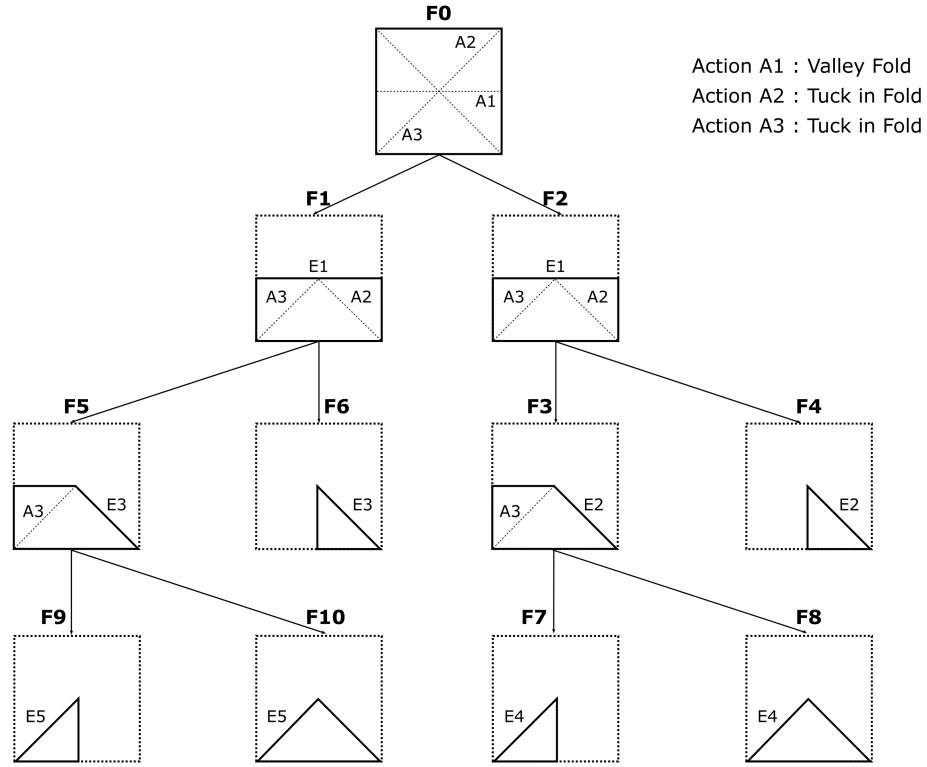 F0
A2
A1
A3
Action A1 : Valley Fold
Action A2 : Tuck in Fold
Action A3 : Tuck in Fold
F1
F2
E1
A3
A2
E1
A3
A2
F5
F6
F3
F4
A3
E3
E3
A3
E2
E2
F9
F10
F7
F8
E5
E5
E4
E4